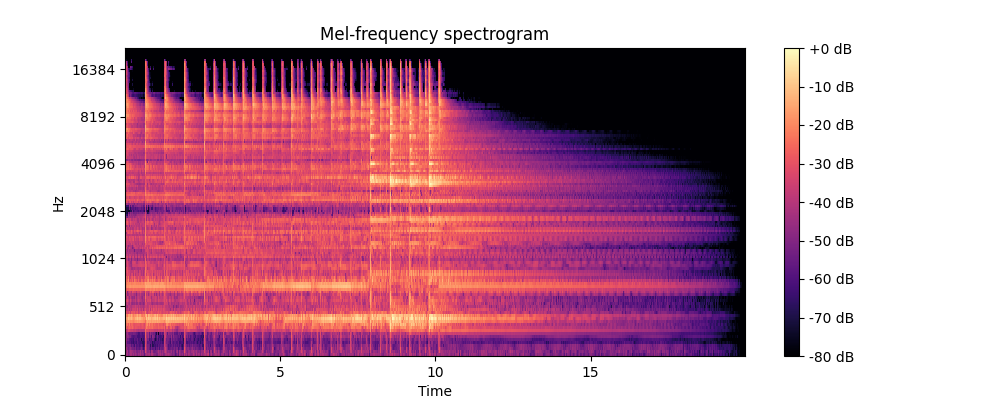 Mel-frequency spectrogram
Hz
16384
8192
4096
2048
1024
512
0
0
5
10
15
Time
+0 dB
-10 dB
-20 dB
-30 dB
-40 dB
-50 dB
-60 dB
-70 dB
-80 dB